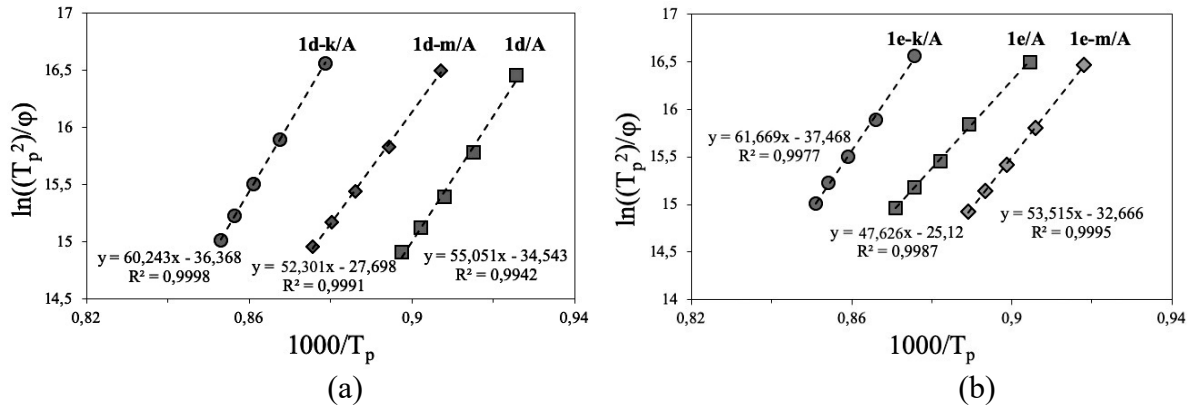 17
16,5
16
15,5
15
14,5
ln((Tp²)/φ)
1d-k/A
1d-m/A
1d/A
y = 60,243x - 36,368
R² = 0,9998
y = 52,301x - 27,698
R² = 0,9991
y = 55,051x - 34,543
R² = 0,9942
0,82
0,86
0,9
0,94
1000/Tp
(a)
17
16,5
16
15,5
15
14,5
14
ln((Tp²)/φ)
1e-k/A
1e/A
1e-m/A
y = 61,669x - 37,468
R² = 0,9977
y = 47,626x - 25,12
R² = 0,9987
y = 53,515x - 32,666
R² = 0,9995
0,82
0,86
0,9
0,94
1000/Tp
(b)